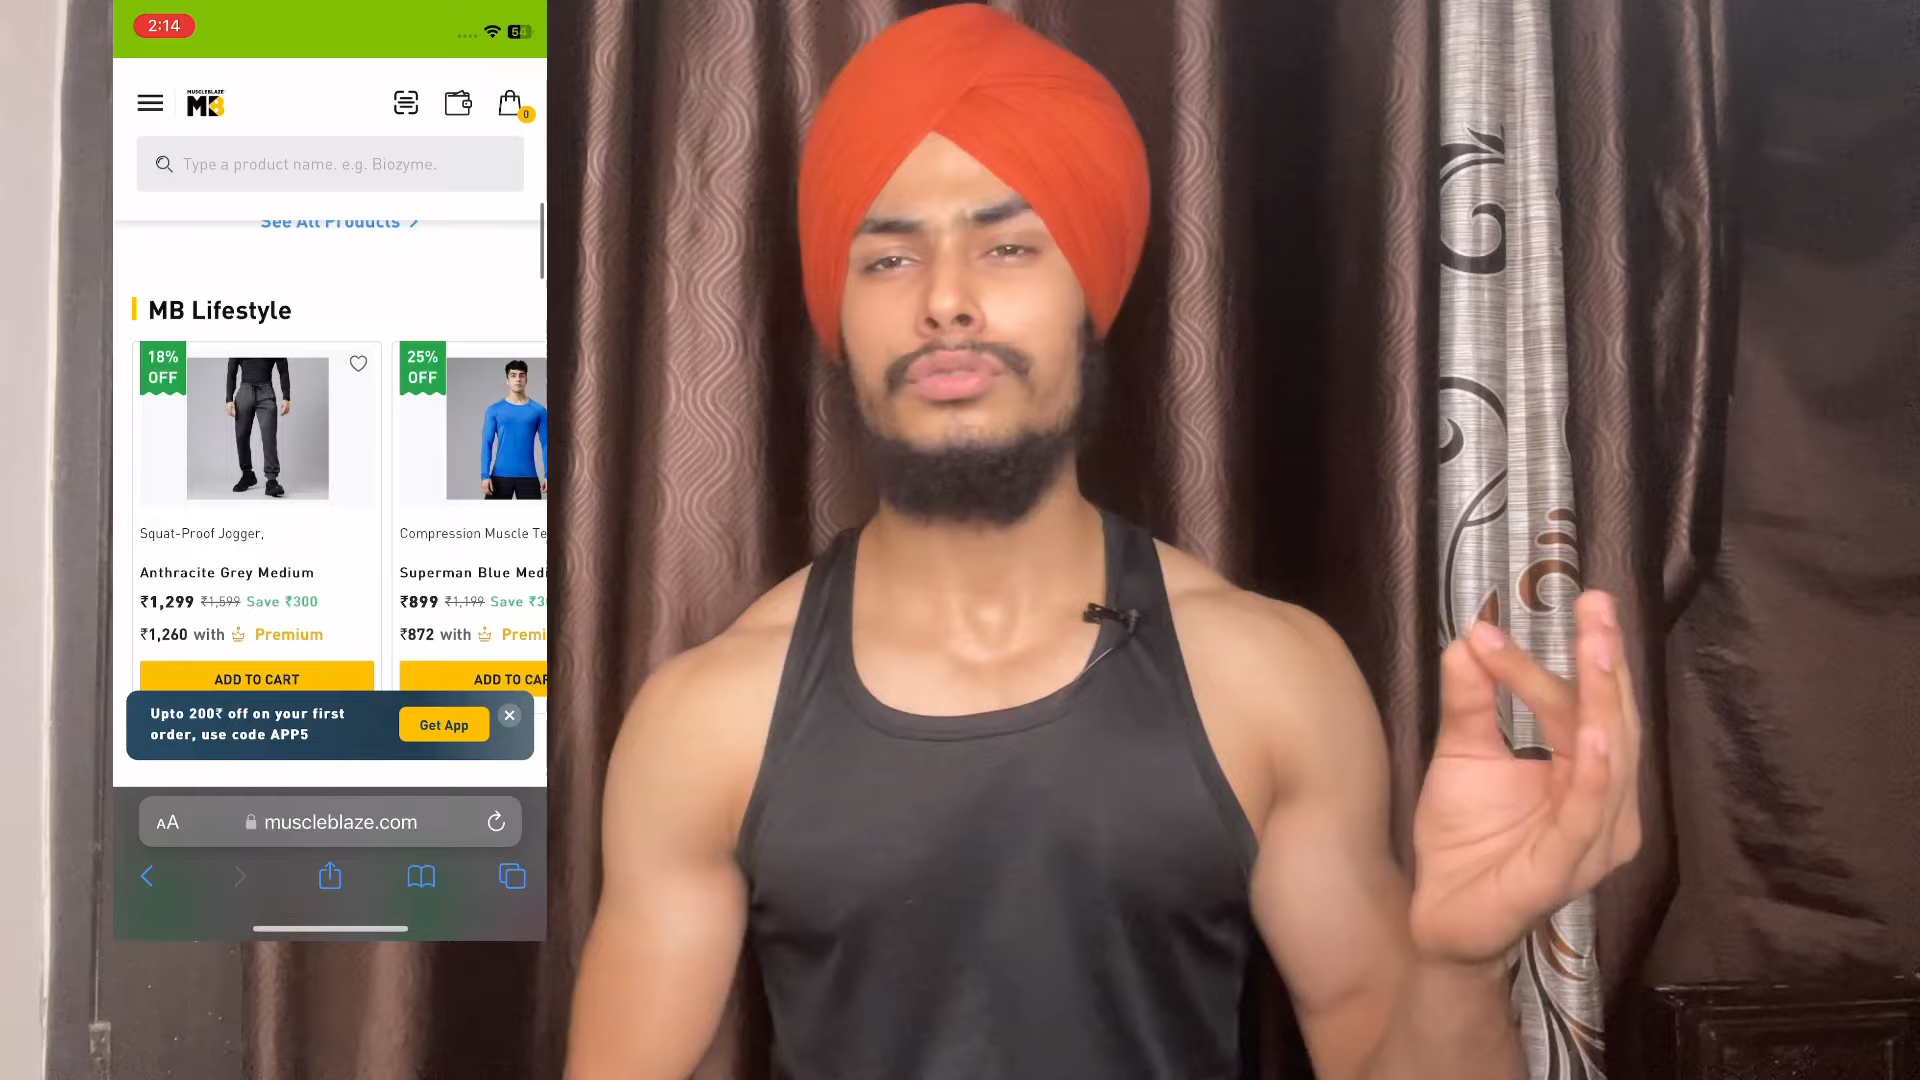 2:14
54
MUSCLEBLAZE
MB
0
Type a product name. e.g. Biozyme.
See All Products >
MB Lifestyle
18%
OFF
25%
OFF
Squat-Proof Jogger,
Compression Muscle Te
Anthracite Grey Medium
Superman Blue Medi
₹1,299 ₹1,599 Save ₹300
₹899 ₹1,199 Save ₹30
₹1,260 with Premium
₹872 with Premi
ADD TO CART
ADD TO CAR
Upto 200₹ off on your first
order, use code APP5
Get App
AA
muscleblaze.com